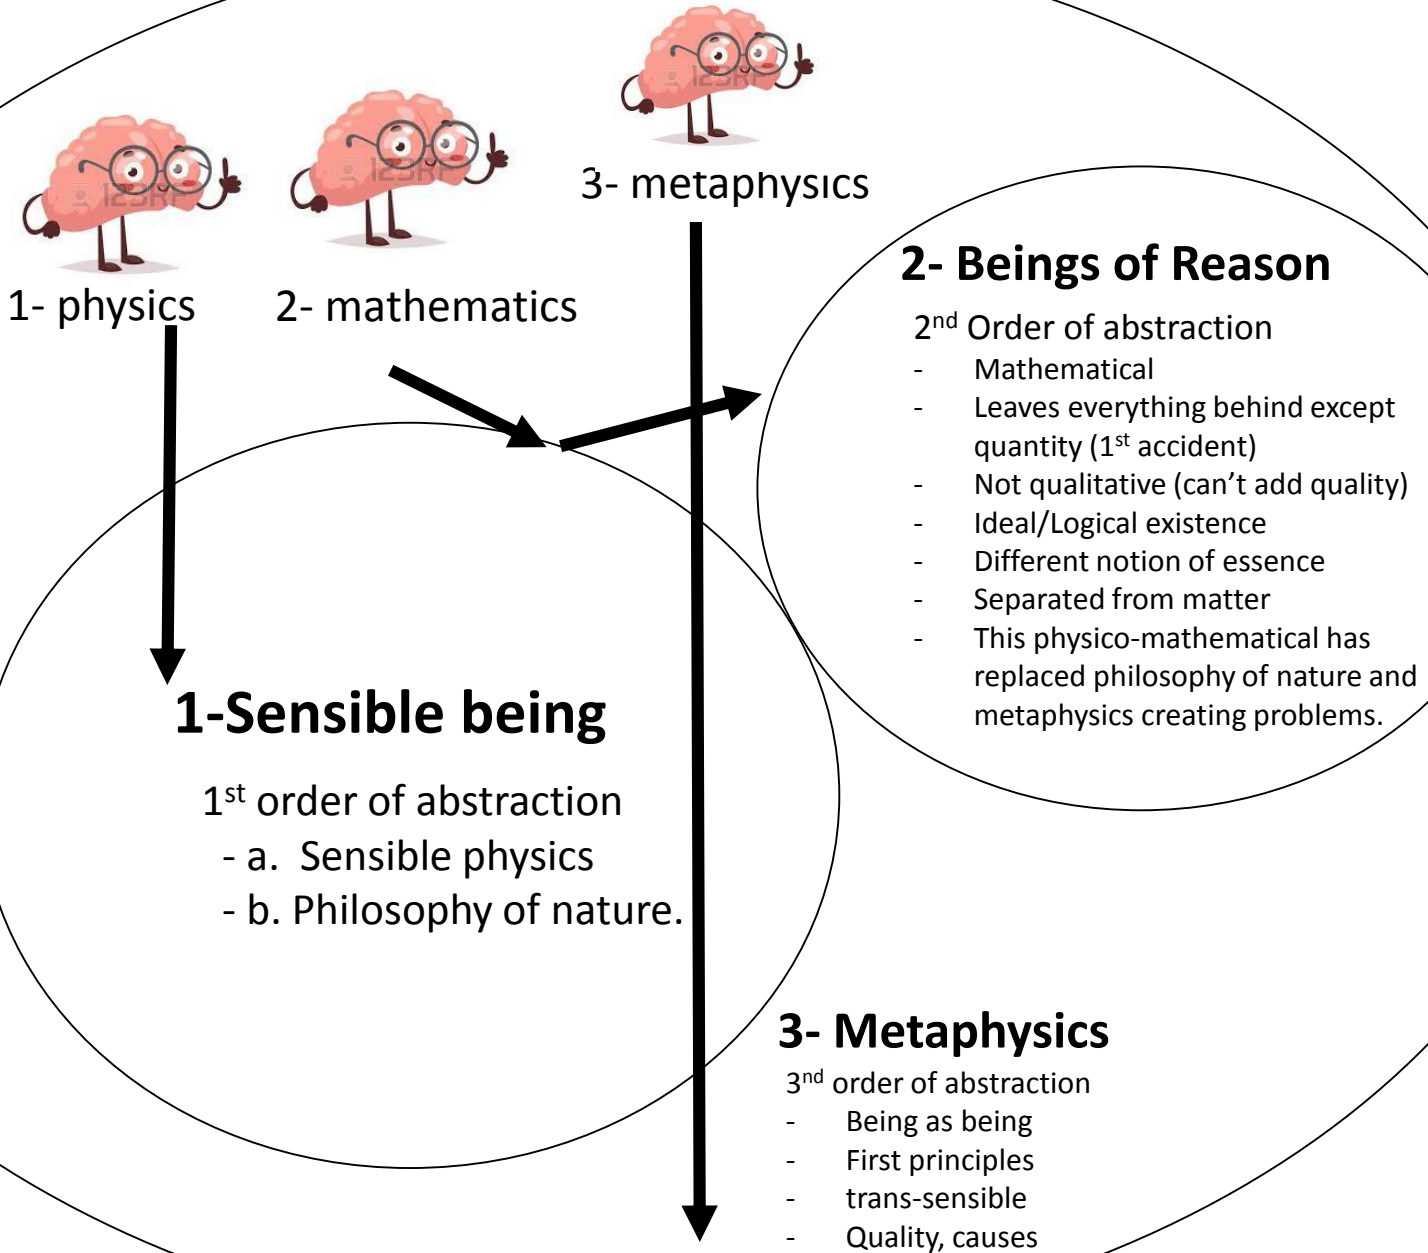 123RF
123RF
123RF
3- metaphysics
1- physics
2- mathematics
2- Beings of Reason
2nd Order of abstraction
- Mathematical
- Leaves everything behind except
quantity (1st accident)
- Not qualitative (can’t add quality)
- Ideal/Logical existence
- Different notion of essence
- Separated from matter
- This physico-mathematical has
replaced philosophy of nature and
metaphysics creating problems.
1-Sensible being
1st order of abstraction
- a. Sensible physics
- b. Philosophy of nature.
3- Metaphysics
3nd order of abstraction
- Being as being
- First principles
- trans-sensible
- Quality, causes